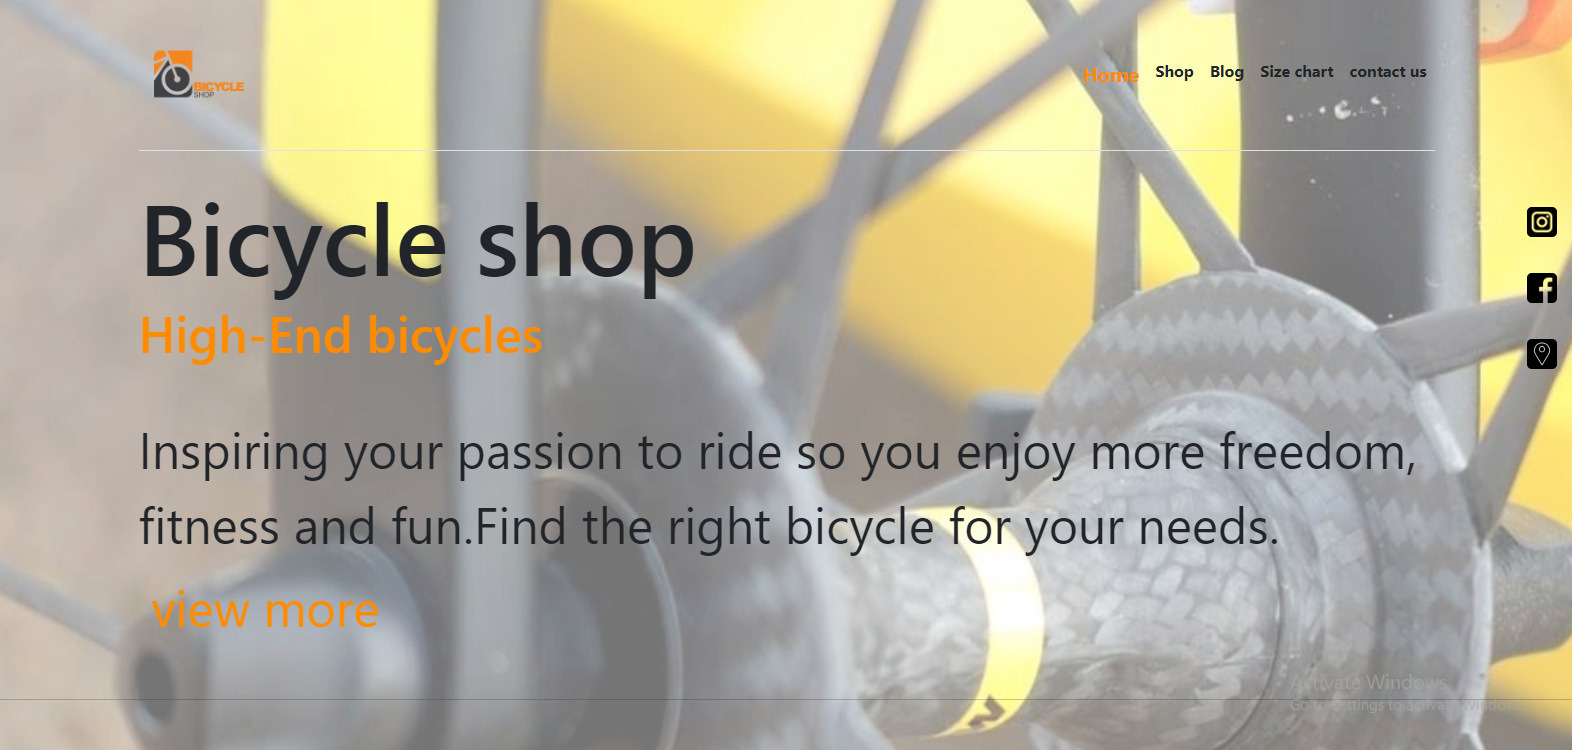 BICYCLE
SHOP
Home Shop Blog Size chart contact us
Bicycle shop
High-End bicycles
Inspiring your passion to ride so you enjoy more freedom,
fitness and fun.Find the right bicycle for your needs.
view more
Activate Windows
Go to Settings to activate Windows.
N